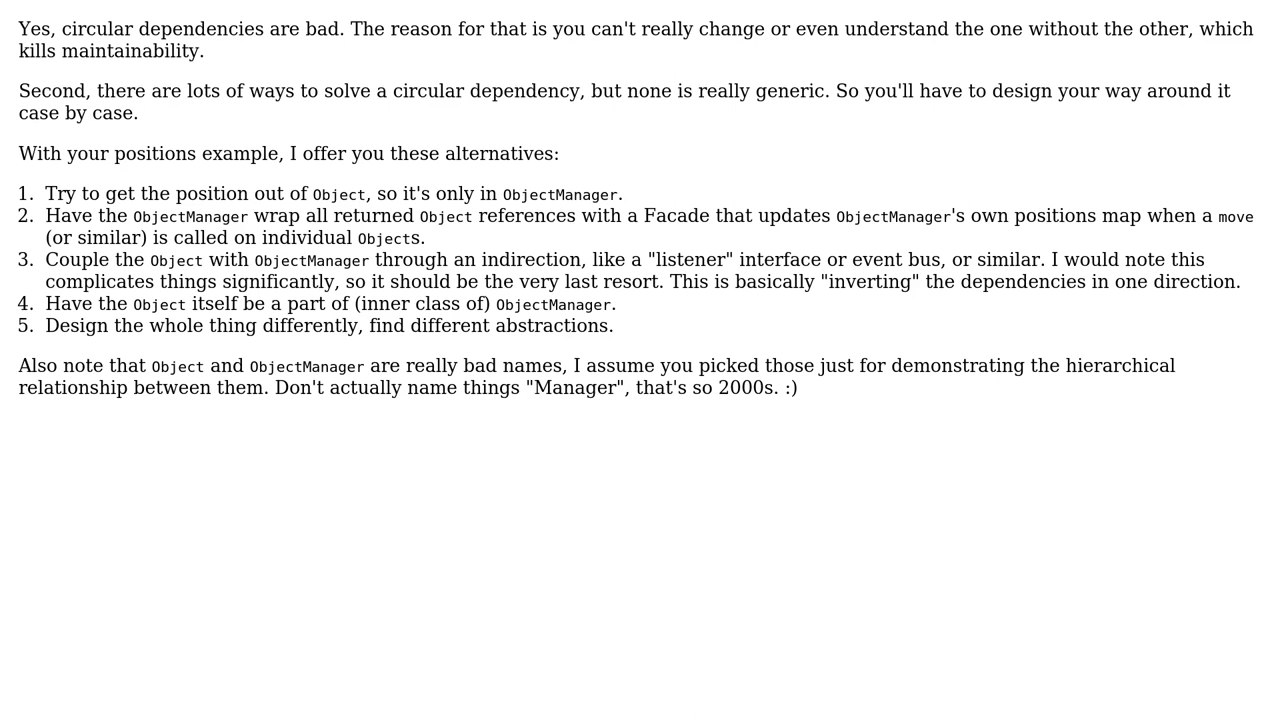 Yes, circular dependencies are bad. The reason for that is you can't really change or even understand the one without the other, which
kills maintainability.
Second, there are lots of ways to solve a circular dependency, but none is really generic. So you'll have to design your way around it
case by case.
With your positions example, I offer you these alternatives:
1. Try to get the position out of Object, so it's only in ObjectManager.
2. Have the ObjectManager wrap all returned Object references with a Facade that updates ObjectManager's own positions map when a move
(or similar) is called on individual Objects.
3. Couple the Object with ObjectManager through an indirection, like a "listener" interface or event bus, or similar. I would note this
complicates things significantly, so it should be the very last resort. This is basically "inverting" the dependencies in one direction.
4. Have the Object itself be a part of (inner class of) ObjectManager.
5. Design the whole thing differently, find different abstractions.
Also note that Object and ObjectManager are really bad names, I assume you picked those just for demonstrating the hierarchical
relationship between them. Don't actually name things "Manager", that's so 2000s. :)